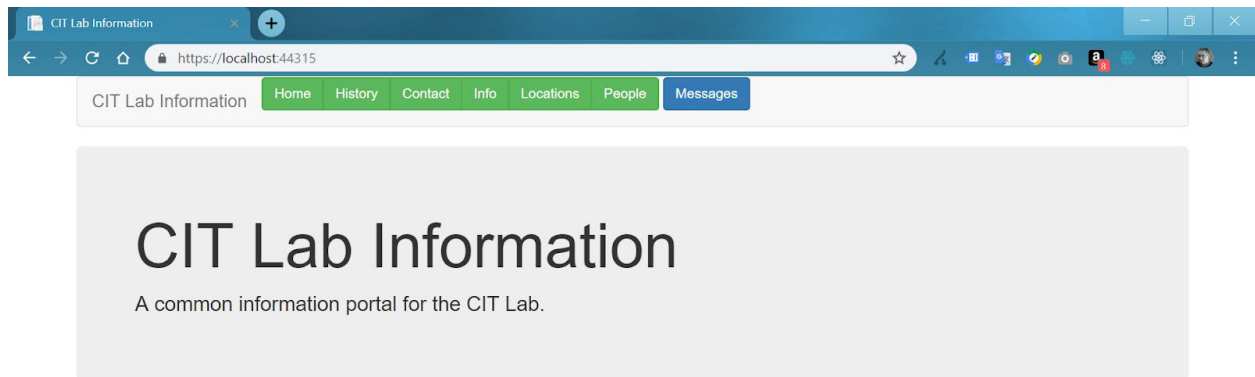 CIT Lab Information
https://localhost:44315
CIT Lab Information Home History Contact Info Locations People Messages
CIT Lab Information
A common information portal for the CIT Lab.